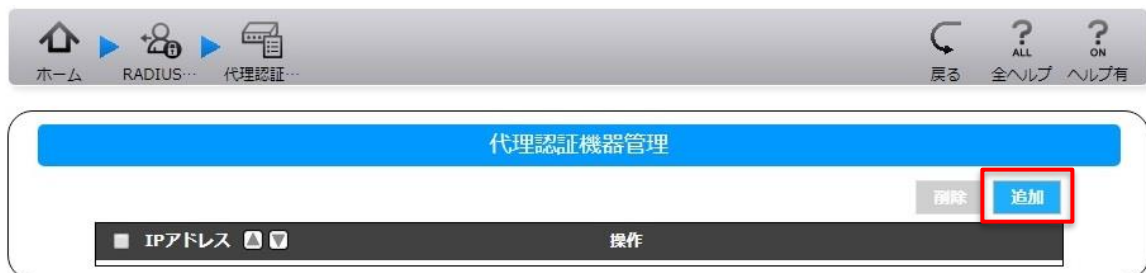 ALL ON
ホーム RADIUS… 代理認証… 戻る 全ヘルプ ヘルプ有
代理認証機器管理
削除 追加
IPアドレス 操作